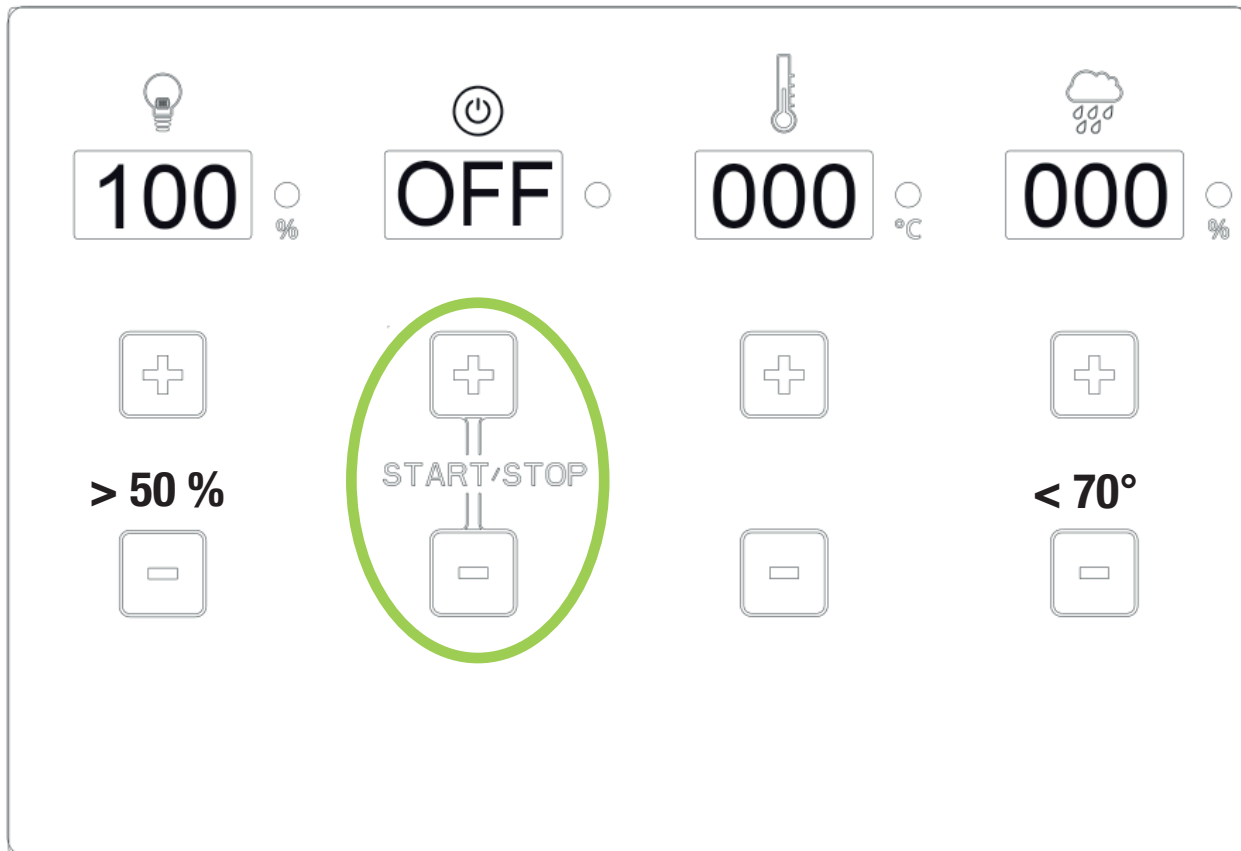 100 % OFF 000 °C 000 %
+ + + +
START/STOP
> 50 % < 70°
- - - -